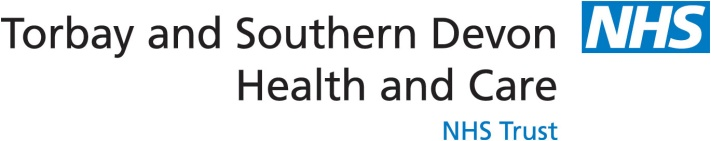 Torbay and Southern Devon NHS
Health and Care
NHS Trust